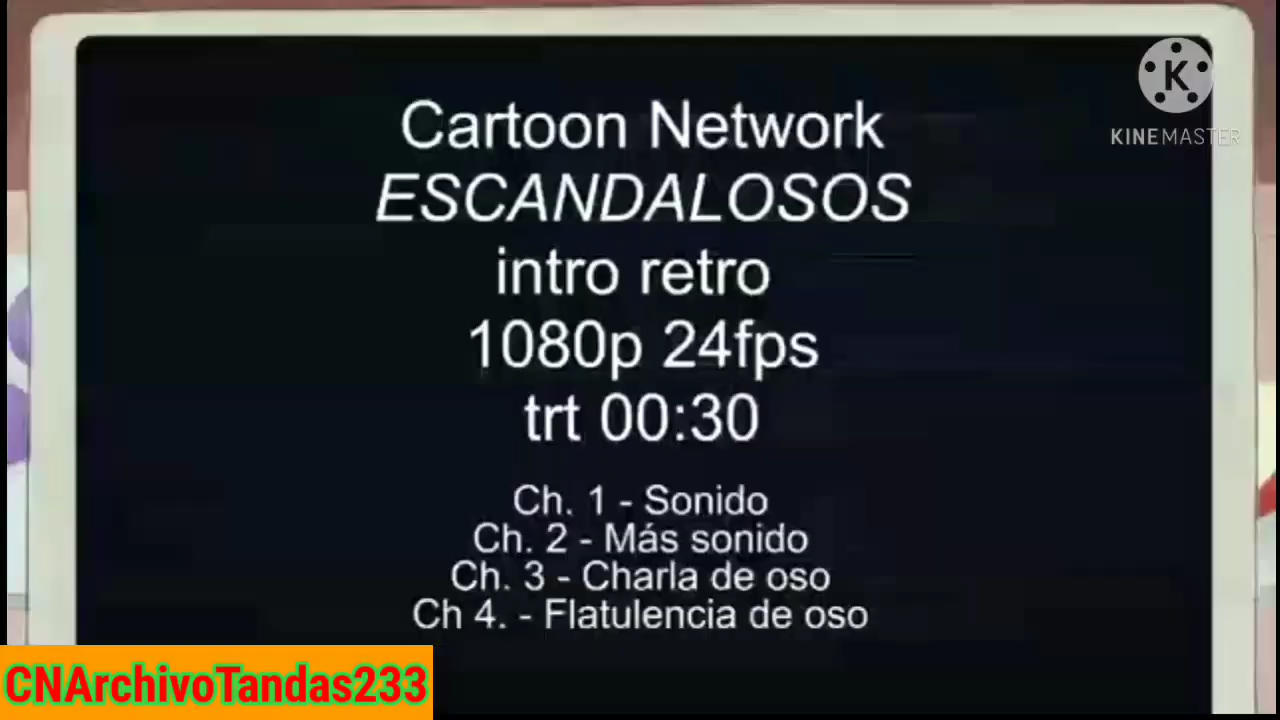 Cartoon Network
ESCANDALOSOS
intro retro
1080p 24fps
trt 00:30
Ch. 1 - Sonido
Ch. 2 - Más sonido
Ch. 3 - Charla de oso
Ch 4. - Flatulencia de oso
K
KINEMASTER
CNArchivoTandas233